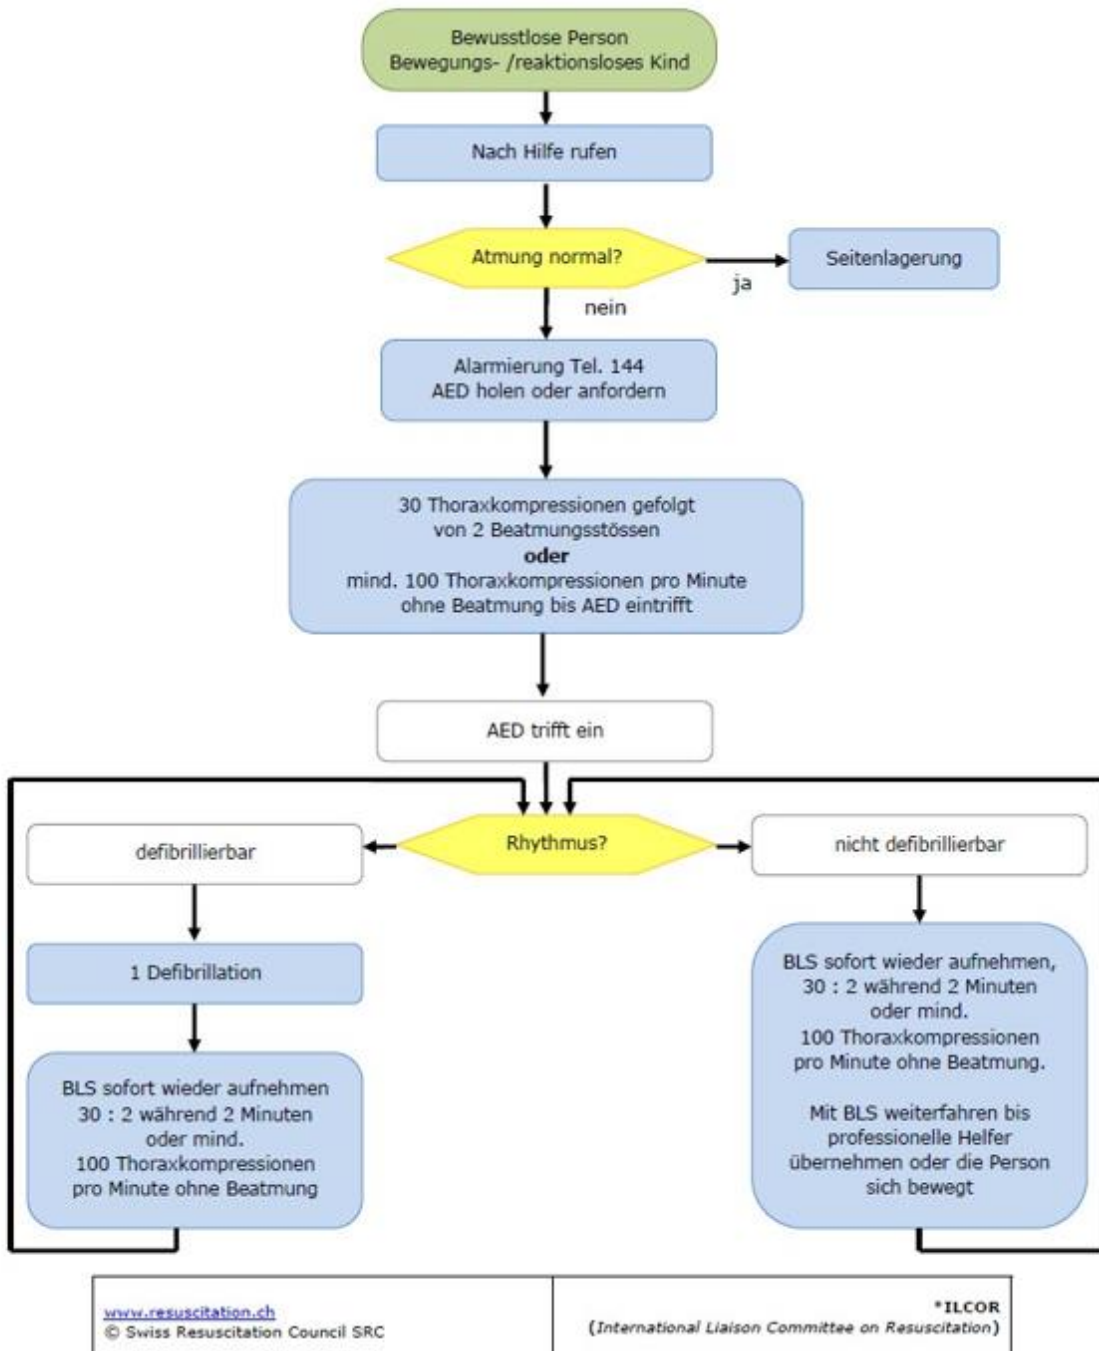 Bewusstlose Person
Bewegungs- /reaktionsloses Kind
Nach Hilfe rufen
Atmung normal?
Seitenlagerung
ja
nein
Alarmierung Tel. 144
AED holen oder anfordern
30 Thoraxkompressionen gefolgt
von 2 Beatmungsstössen
oder
mind. 100 Thoraxkompressionen pro Minute
ohne Beatmung bis AED eintrifft
AED trifft ein
Rhythmus?
defibrillierbar
nicht defibrillierbar
1 Defibrillation
BLS sofort wieder aufnehmen
30 : 2 während 2 Minuten
oder mind.
100 Thoraxkompressionen
pro Minute ohne Beatmung
BLS sofort wieder aufnehmen,
30 : 2 während 2 Minuten
oder mind.
100 Thoraxkompressionen
pro Minute ohne Beatmung.
Mit BLS weiterfahren bis
professionelle Helfer
übernehmen oder die Person
sich bewegt
www.resuscitation.ch
© Swiss Resuscitation Council SRC
*ILCOR
(International Liaison Committee on Resuscitation)